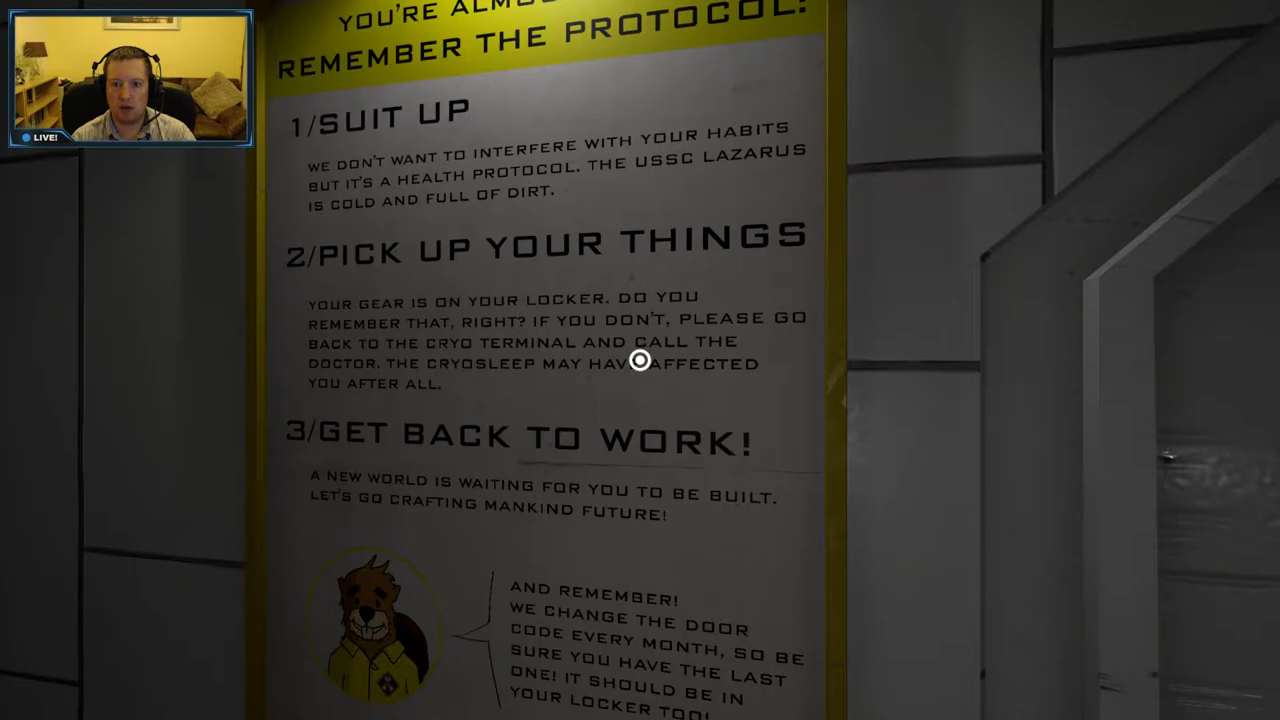 YOU'RE
REMEMBER THE PROTOCOL:
1/SUIT UP
WE DON'T WANT TO INTERFERE WITH YOUR HABITS
BUT IT'S A HEALTH PROTOCOL. THE USSC LAZARUS
IS COLD AND FULL OF DIRT.
2/PICK UP YOUR THINGS
YOUR GEAR IS ON YOUR LOCKER. DO YOU
REMEMBER THAT, RIGHT? IF YOU DON'T, PLEASE GO
BACK TO THE CRYO TERMINAL AND CALL THE
DOCTOR. THE CRYOSLEEP MAY HAVE AFFECTED
YOU AFTER ALL.
3/GET BACK TO WORK!
A NEW WORLD IS WAITING FOR YOU TO BE BUILT.
LET'S GO CRAFTING MANKIND FUTURE!
AND REMEMBER!
WE CHANGE THE DOOR
CODE EVERY MONTH, SO BE
SURE YOU HAVE THE LAST
ONE! IT SHOULD BE IN
YOUR LOCKER TOO!
LIVE!